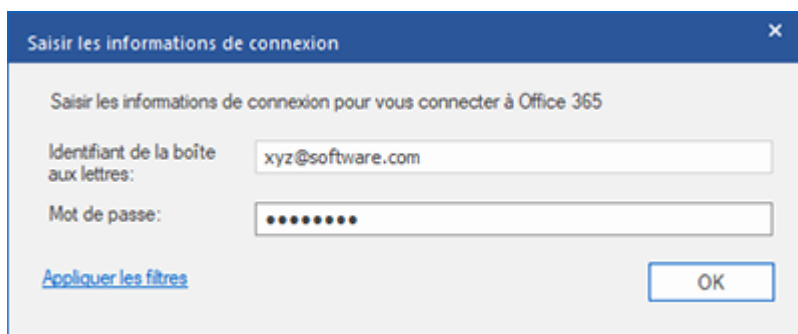 Saisir les informations de connexion
Saisir les informations de connexion pour vous connecter à Office 365
Identifiant de la boîte
aux lettres:
xyz@software.com
Mot de passe:
●●●●●●●●
Appliquer les filtres
OK